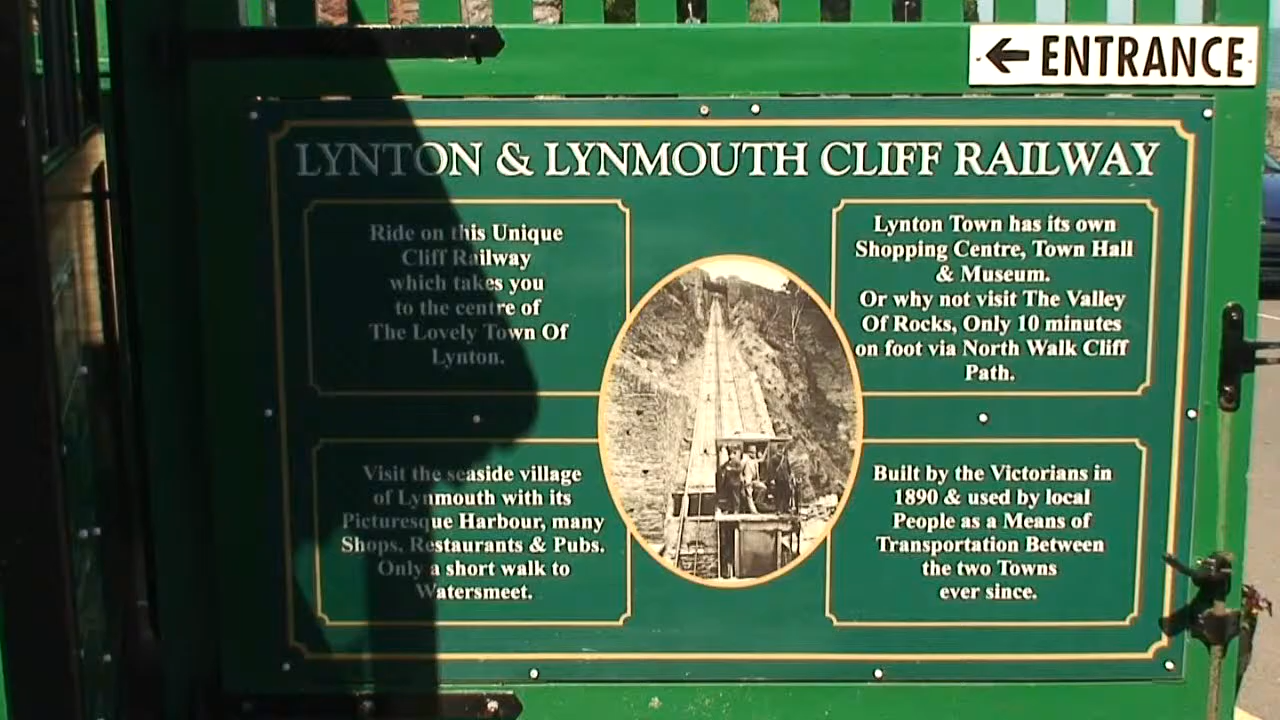 ENTRANCE
LYNTON & LYNMOUTH CLIFF RAILWAY
Ride on this Unique
Cliff Railway
which takes you
to the centre of
The Lovely Town Of
Lynton.
Lynton Town has its own
Shopping Centre, Town Hall
& Museum.
Or why not visit The Valley
Of Rocks, Only 10 minutes
on foot via North Walk Cliff
Path.
Visit the seaside village
of Lynmouth with its
Picturesque Harbour, many
Shops, Restaurants & Pubs.
Only a short walk to
Watersmeet.
Built by the Victorians in
1890 & used by local
People as a Means of
Transportation Between
the two Towns
ever since.